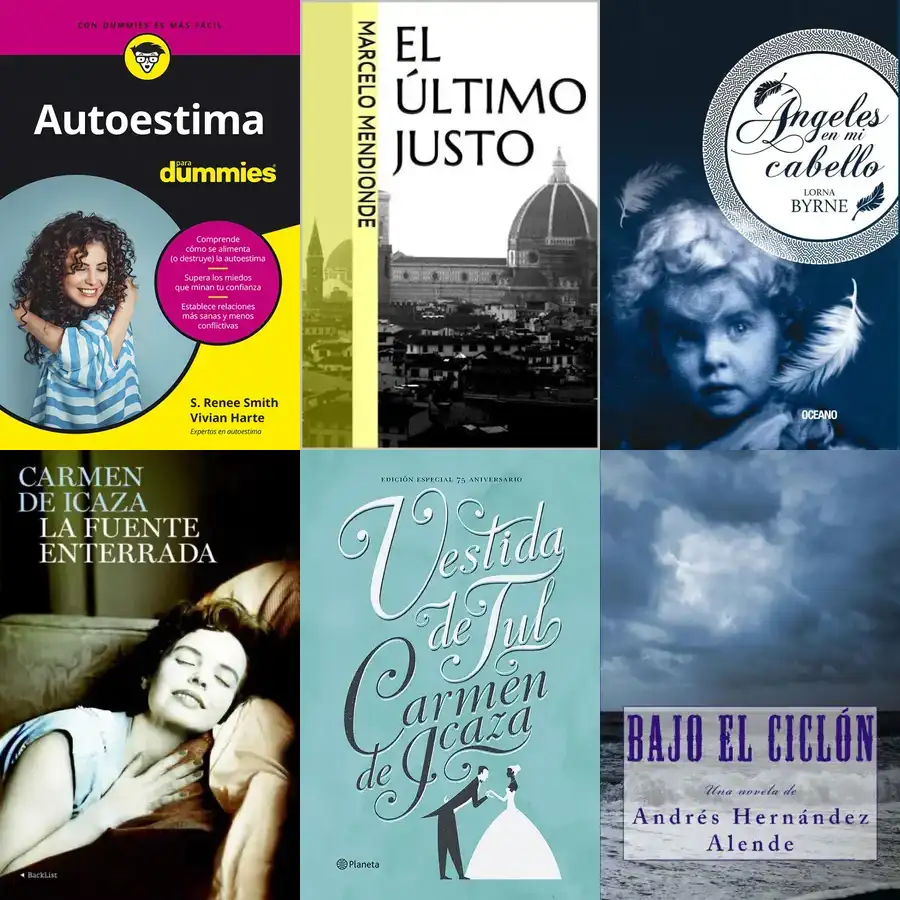 CON DUMMIES ES MÁS FÁCIL
Autoestima
para
dummies®
Comprende
cómo se alimenta
(o destruye) la autoestima
Supera los miedos
que minan tu confianza
Establece relaciones
más sanas y menos
conflictivas
S. Renee Smith
Vivian Harte
Expertos en autoestima
MARCELO MENDIONDE
EL
ÚLTIMO
JUSTO
Ángeles
en mi
cabello
LORNA
BYRNE
OCEANO
CARMEN
DE ICAZA
LA FUENTE
ENTERRADA
BackList
EDICIÓN ESPECIAL 75 ANIVERSARIO
Vestida
de Tul
Carmen
de Icaza
Planeta
BAJO EL CICLÓN
Una novela de
Andrés Hernández
Alende